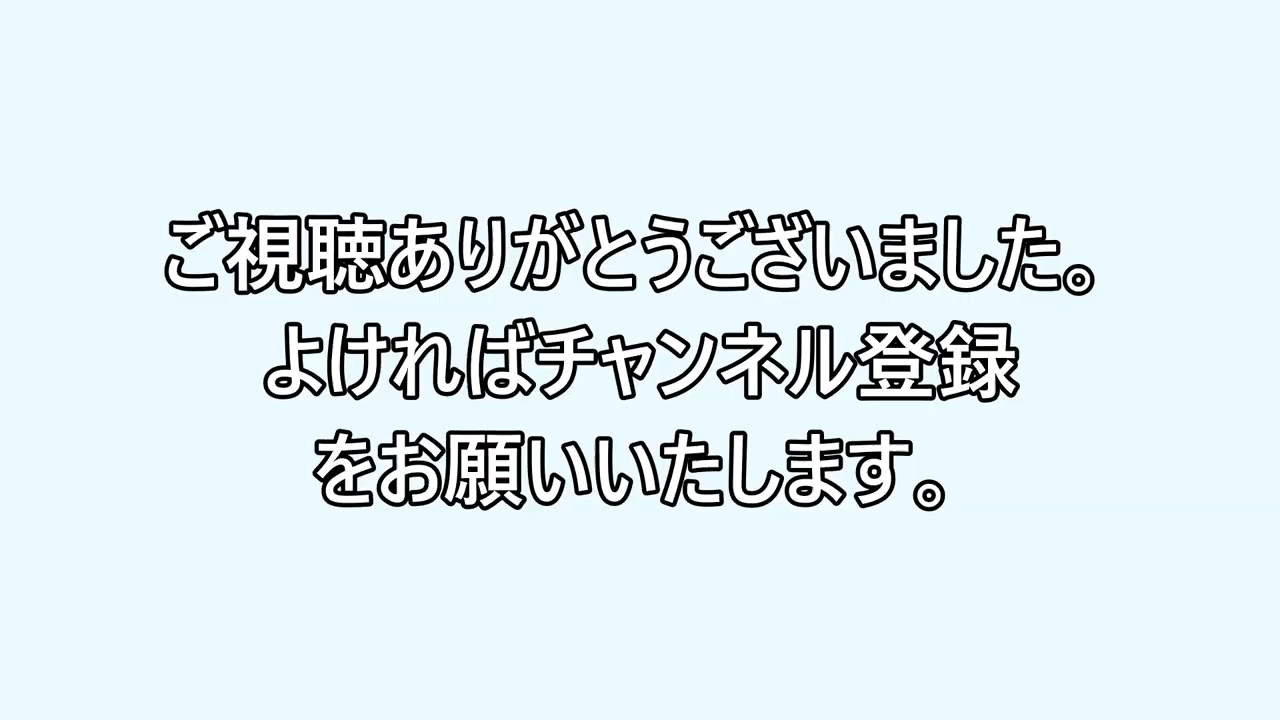 ご視聴ありがとうございました。
よければチャンネル登録
をお願いいたします。